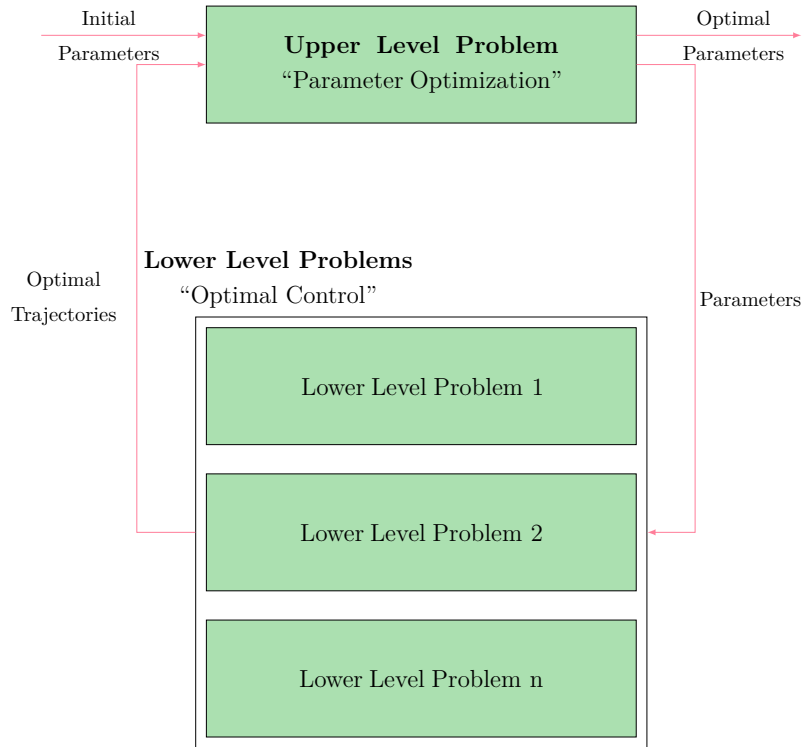 Initial
Parameters
Upper Level Problem
“Parameter Optimization”
Optimal
Parameters
Lower Level Problems
“Optimal Control”
Optimal
Trajectories
Parameters
Lower Level Problem 1
Lower Level Problem 2
Lower Level Problem n